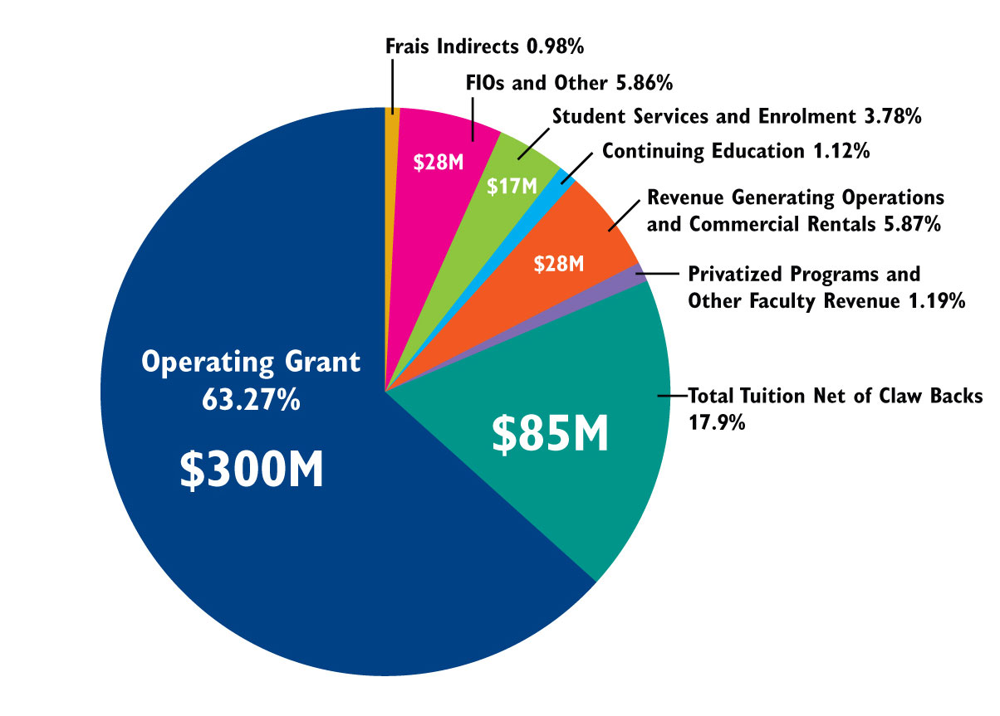 Frais Indirects 0.98%
FIOs and Other 5.86%
Student Services and Enrolment 3.78%
Continuing Education 1.12%
$28M
$17M
Revenue Generating Operations
and Commercial Rentals 5.87%
$28M
Privatized Programs and
Other Faculty Revenue 1.19%
Operating Grant
63.27%
$300M
Total Tuition Net of Claw Backs
17.9%
$85M